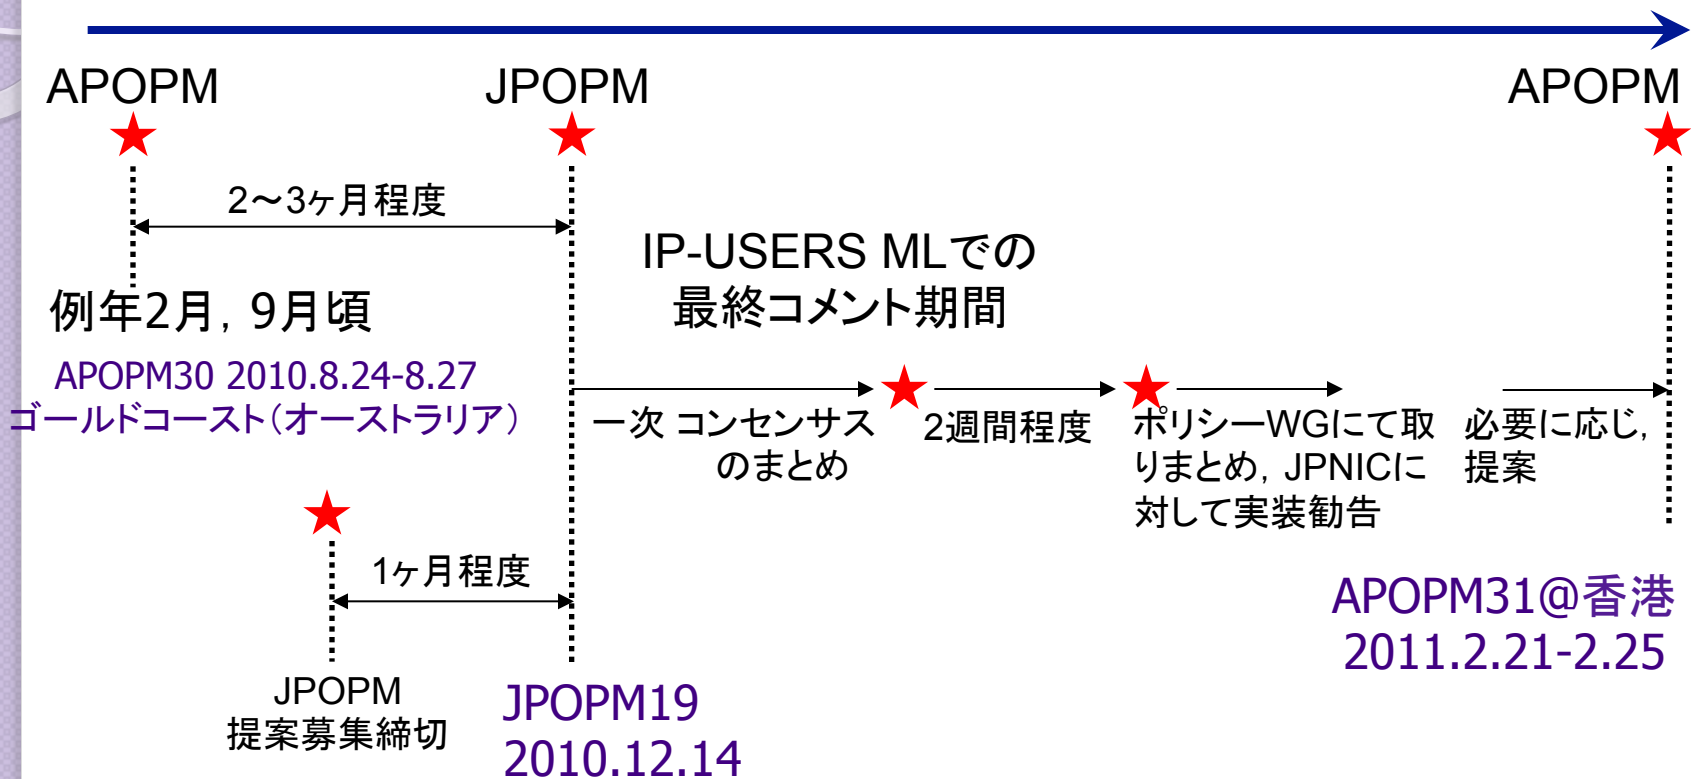 APOPM
JPOPM
APOPM
2～3ヶ月程度
IP-USERS MLでの
最終コメント期間
例年2月, 9月頃
APOPM30 2010.8.24-8.27
ゴールドコースト（オーストラリア）
一次 コンセンサス
のまとめ
2週間程度
ポリシーWGにて取
りまとめ, JPNICに
対して実装勧告
必要に応じ,
提案
1ヶ月程度
JPOPM
提案募集締切
JPOPM19
2010.12.14
APOPM31@香港
2011.2.21-2.25